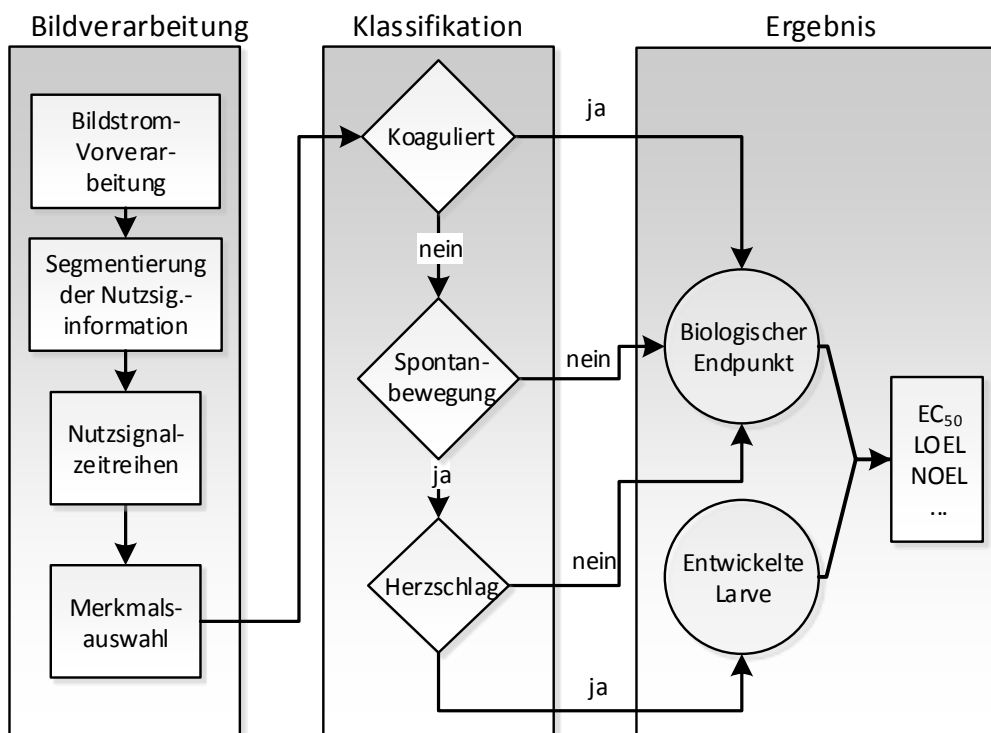 Bildverarbeitung
Bildstrom-
Vorverar-
beitung
Segmentierung
der Nutzsig.-
information
Nutzsignal-
zeitreihen
Merkmals-
auswahl
Klassifikation
Koaguliert
ja
nein
Spontan-
bewegung
nein
ja
Herzschlag
nein
ja
Ergebnis
Biologischer
Endpunkt
Entwickelte
Larve
EC₅₀
LOEL
NOEL
...